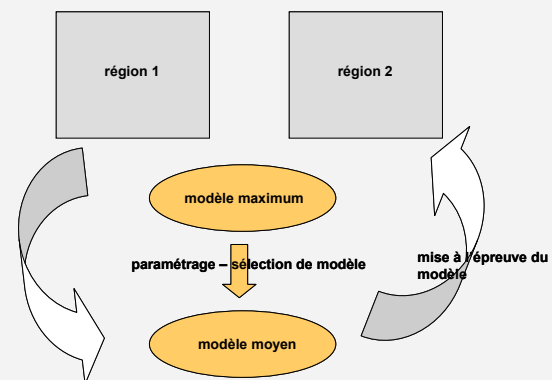 région 1
région 2
modèle maximum
paramétrage – sélection de modèle
mise à l'épreuve du
modèle
modèle moyen